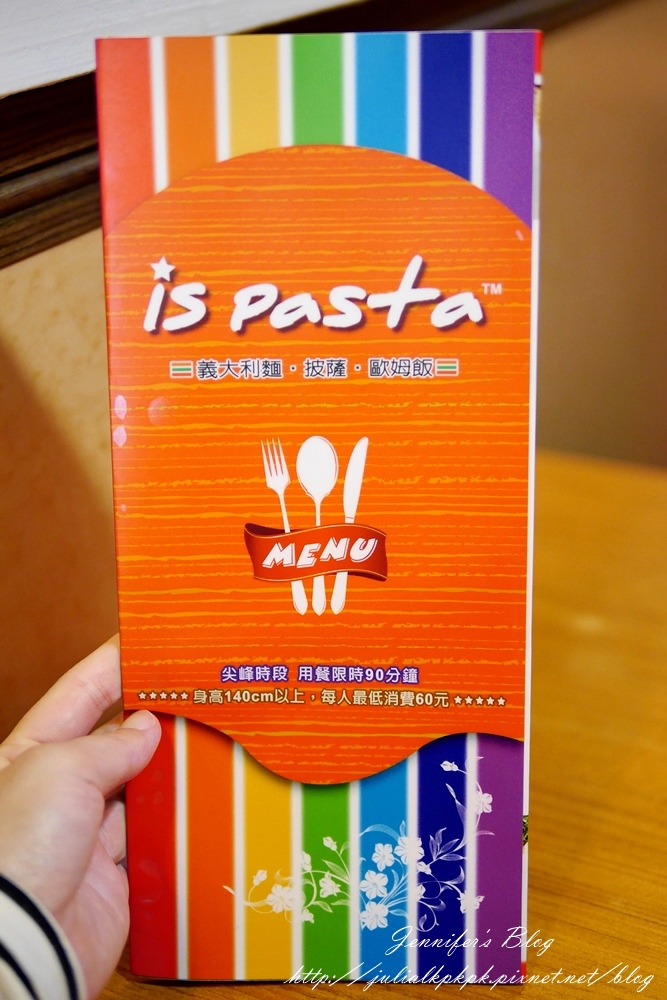 is pasta™
義大利麵・披薩・歐姆飯
MENU
尖峰時段 用餐限時90分鐘
★★★★★身高140cm以上，每人最低消費60元★★★★★
Jennifer's Blog
http://julialkpkpk.pixnet.net/blog